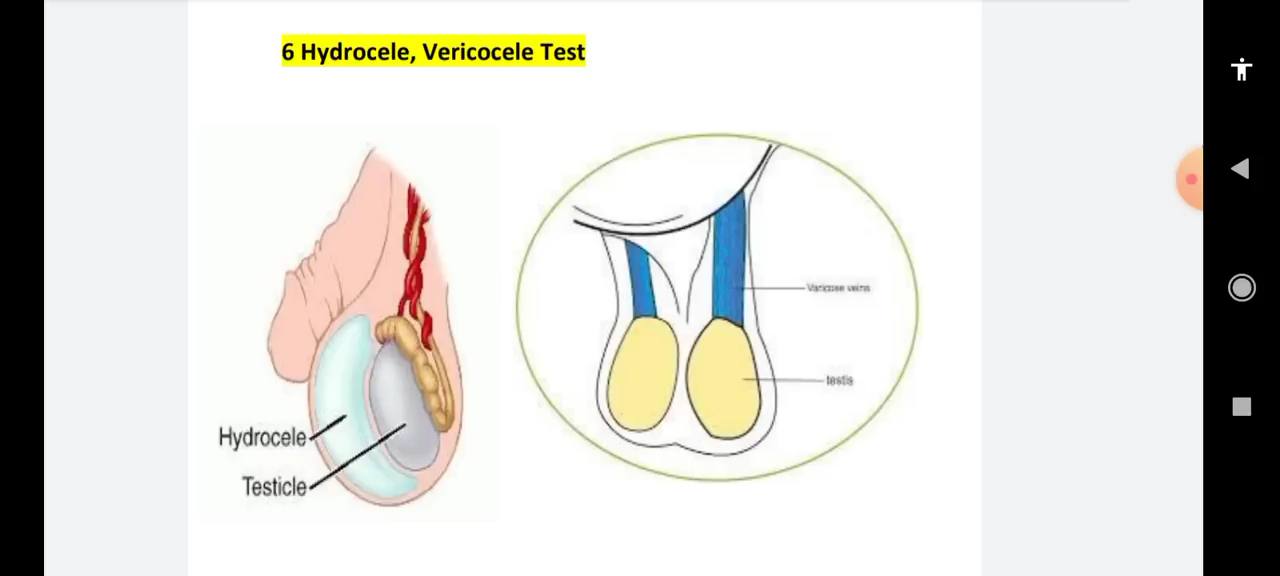 6 Hydrocele, Vericocele Test
Hydrocele
Testicle
Varicose veins
testis